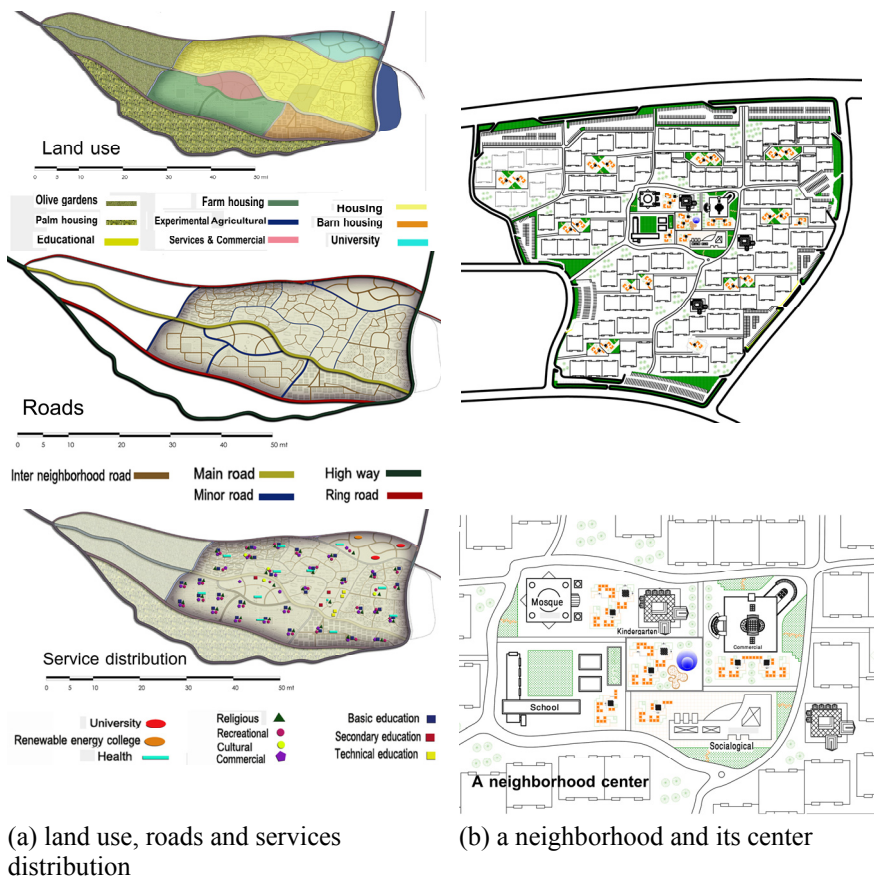 Land use
0 5 10 20 30 40 50 mt
Olive gardens Farm housing Housing
Palm housing Experimental Agricultural Barn housing
Educational Services & Commercial University
Roads
0 5 10 20 30 40 50 mt
Inter neighborhood road Main road High way
Minor road Ring road
Service distribution
0 5 10 20 30 40 50 mt
University Religious Basic education
Renewable energy college Recreational Secondary education
Health Cultural Technical education
Commercial
Mosque
Kindergarten
Commercial
School
Socialogical
A neighborhood center
(a) land use, roads and services
distribution
(b) a neighborhood and its center